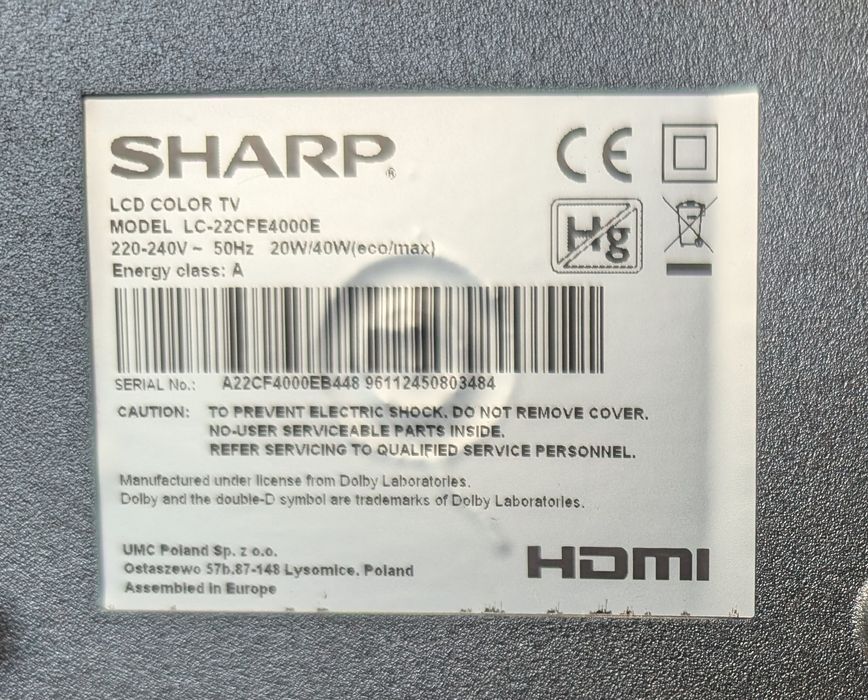 SHARP®
LCD COLOR TV
MODEL LC-22CFE4000E
220-240V ~ 50Hz 20W/40W(eco/max)
Energy class: A
CE
Hg
SERIAL No.: A22CF4000EB448 96112450803484
CAUTION: TO PREVENT ELECTRIC SHOCK. DO NOT REMOVE COVER.
NO-USER SERVICEABLE PARTS INSIDE.
REFER SERVICING TO QUALIFIED SERVICE PERSONNEL.
Manufactured under license from Dolby Laboratories.
Dolby and the double-D symbol are trademarks of Dolby Laboratories.
UMC Poland Sp. z o.o.
Ostaszewo 57b,87-148 Lysomice. Poland
Assembled in Europe
HDMI